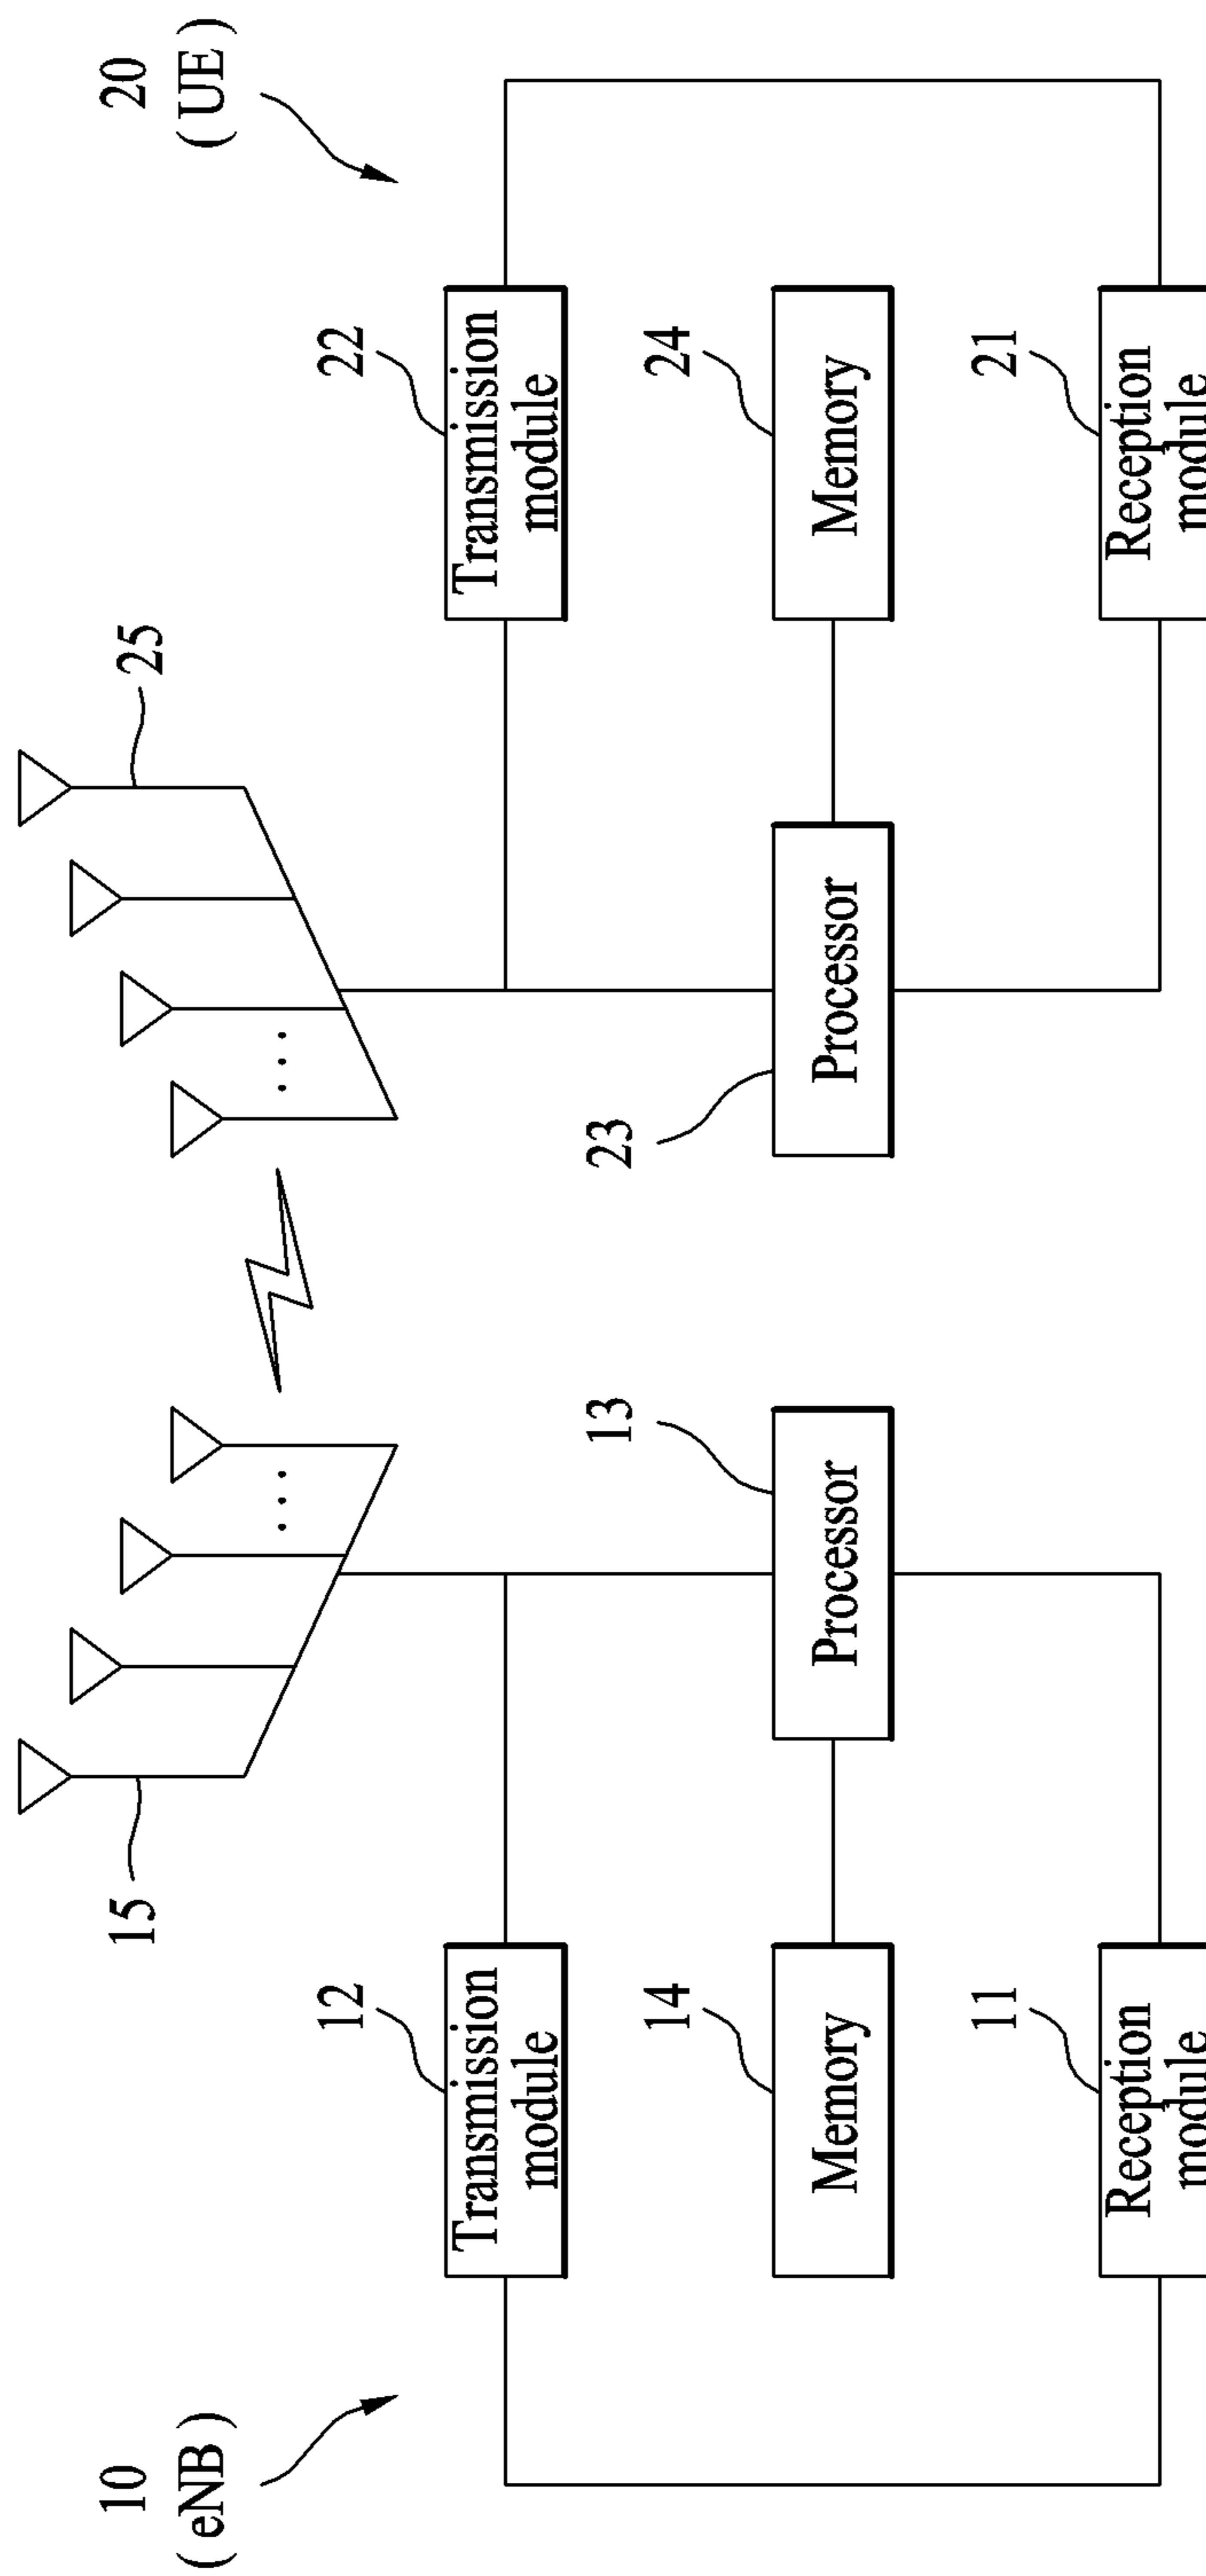 10
( eNB )
15
12
Transmission
module
14
Memory
11
Reception
module
13
Processor
20
( UE )
25
22
Transmission
module
23
Processor
24
Memory
21
Reception
module